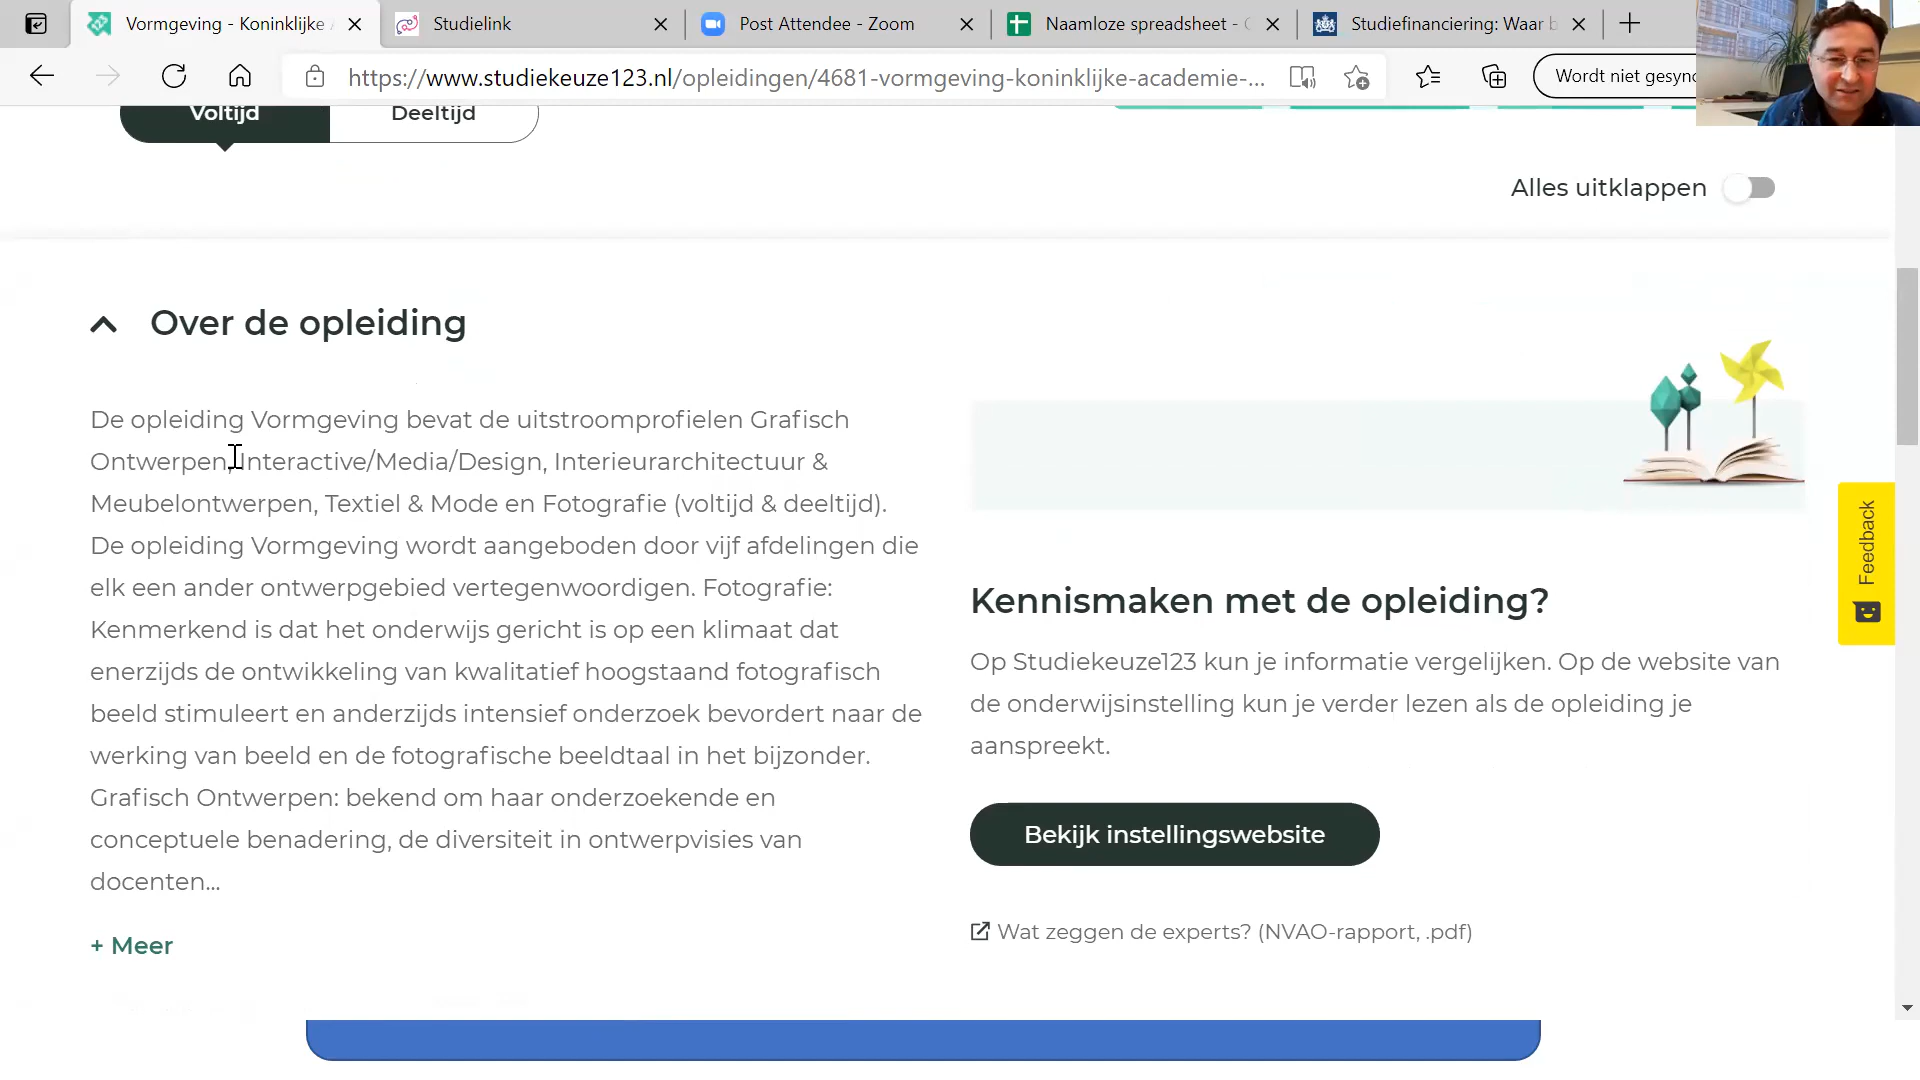 Vormgeving - Koninklijke
Studielink
Post Attendee - Zoom
Naamloze spreadsheet -
Studiefinanciering: Waar b
https://www.studiekeuze123.nl/opleidingen/4681-vormgeving-koninklijke-academie-...
Wordt niet gesync
Voltijd
Deeltijd
Alles uitklappen
Over de opleiding
De opleiding Vormgeving bevat de uitstroomprofielen Grafisch
Ontwerpen, Interactive/Media/Design, Interieurarchitectuur &
Meubelontwerpen, Textiel & Mode en Fotografie (voltijd & deeltijd).
De opleiding Vormgeving wordt aangeboden door vijf afdelingen die
elk een ander ontwerpgebied vertegenwoordigen. Fotografie:
Kenmerkend is dat het onderwijs gericht is op een klimaat dat
enerzijds de ontwikkeling van kwalitatief hoogstaand fotografisch
beeld stimuleert en anderzijds intensief onderzoek bevordert naar de
werking van beeld en de fotografische beeldtaal in het bijzonder.
Grafisch Ontwerpen: bekend om haar onderzoekende en
conceptuele benadering, de diversiteit in ontwerpvisies van
docenten...
+ Meer
Kennismaken met de opleiding?
Op Studiekeuze123 kun je informatie vergelijken. Op de website van
de onderwijsinstelling kun je verder lezen als de opleiding je
aanspreekt.
Bekijk instellingswebsite
Wat zeggen de experts? (NVAO-rapport, .pdf)
Feedback